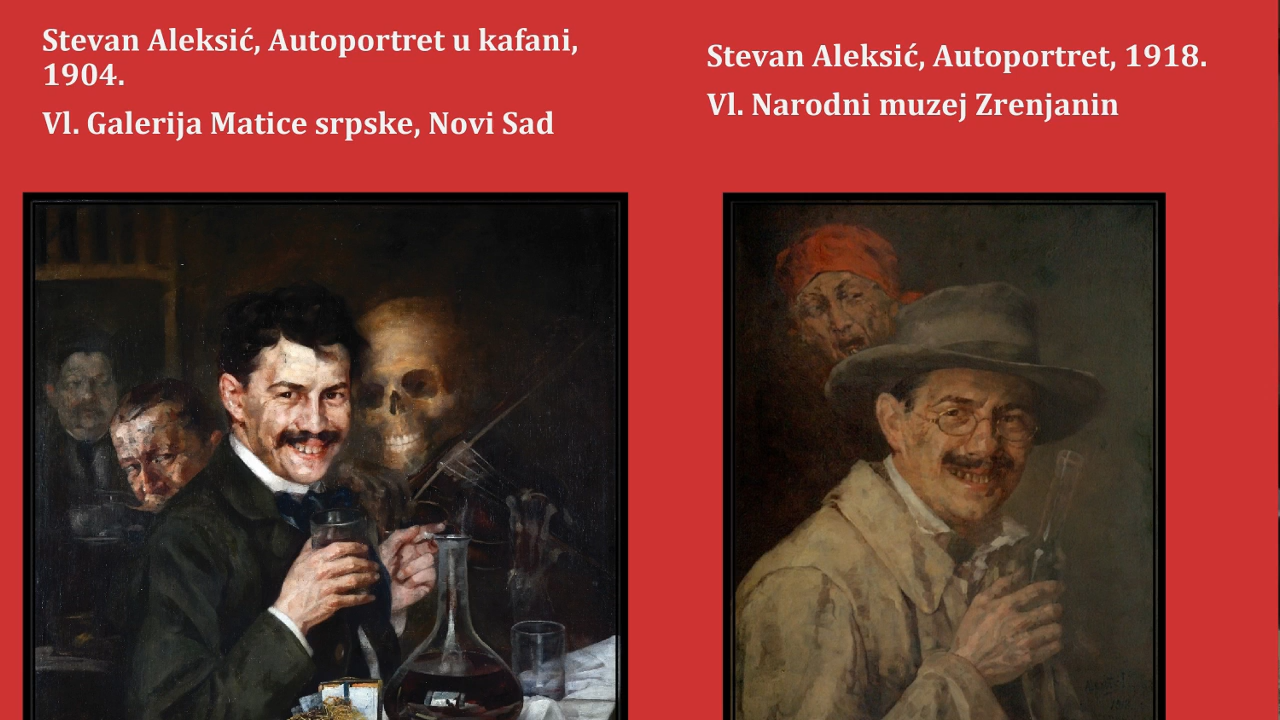 Stevan Aleksić, Autoportret u kafani,
1904.
Vl. Galerija Matice srpske, Novi Sad
Stevan Aleksić, Autoportret, 1918.
Vl. Narodni muzej Zrenjanin